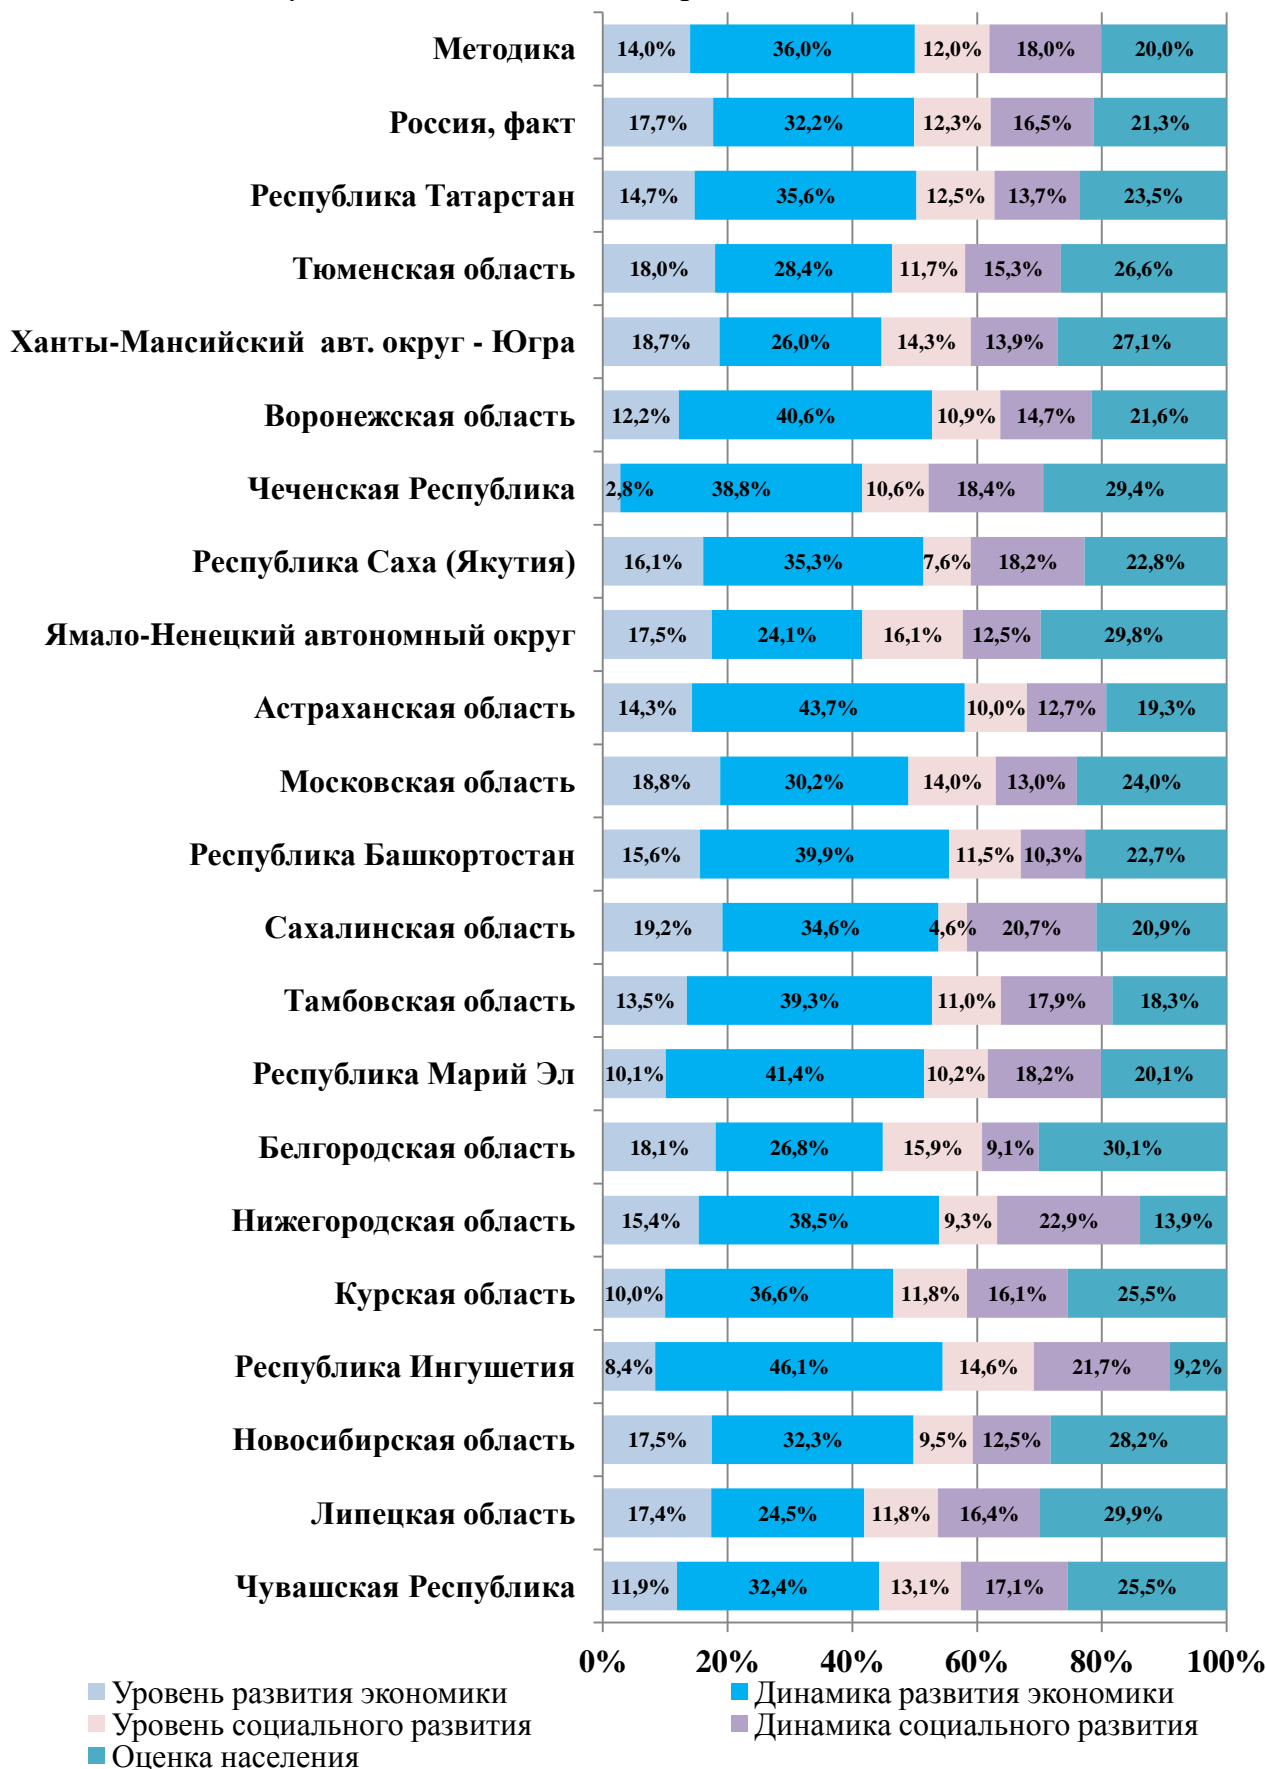 Методика 14,0% 36,0% 12,0% 18,0% 20,0%
Россия, факт 17,7% 32,2% 12,3% 16,5% 21,3%
Республика Татарстан 14,7% 35,6% 12,5% 13,7% 23,5%
Тюменская область 18,0% 28,4% 11,7% 15,3% 26,6%
Ханты-Мансийский авт. округ - Югра 18,7% 26,0% 14,3% 13,9% 27,1%
Воронежская область 12,2% 40,6% 10,9% 14,7% 21,6%
Чеченская Республика 2,8% 38,8% 10,6% 18,4% 29,4%
Республика Саха (Якутия) 16,1% 35,3% 7,6% 18,2% 22,8%
Ямало-Ненецкий автономный округ 17,5% 24,1% 16,1% 12,5% 29,8%
Астраханская область 14,3% 43,7% 10,0% 12,7% 19,3%
Московская область 18,8% 30,2% 14,0% 13,0% 24,0%
Республика Башкортостан 15,6% 39,9% 11,5% 10,3% 22,7%
Сахалинская область 19,2% 34,6% 4,6% 20,7% 20,9%
Тамбовская область 13,5% 39,3% 11,0% 17,9% 18,3%
Республика Марий Эл 10,1% 41,4% 10,2% 18,2% 20,1%
Белгородская область 18,1% 26,8% 15,9% 9,1% 30,1%
Нижегородская область 15,4% 38,5% 9,3% 22,9% 13,9%
Курская область 10,0% 36,6% 11,8% 16,1% 25,5%
Республика Ингушетия 8,4% 46,1% 14,6% 21,7% 9,2%
Новосибирская область 17,5% 32,3% 9,5% 12,5% 28,2%
Липецкая область 17,4% 24,5% 11,8% 16,4% 29,9%
Чувашская Республика 11,9% 32,4% 13,1% 17,1% 25,5%
0% 20% 40% 60% 80% 100%
Уровень развития экономики Динамика развития экономики
Уровень социального развития Динамика социального развития
Оценка населения